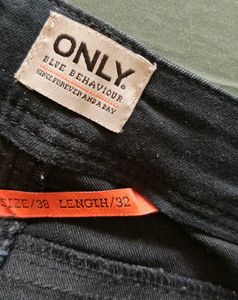 ONLY®
BLUE BEHAVIOUR
SINCE FOREVER AND A DAY
SIZE/38 LENGTH/32